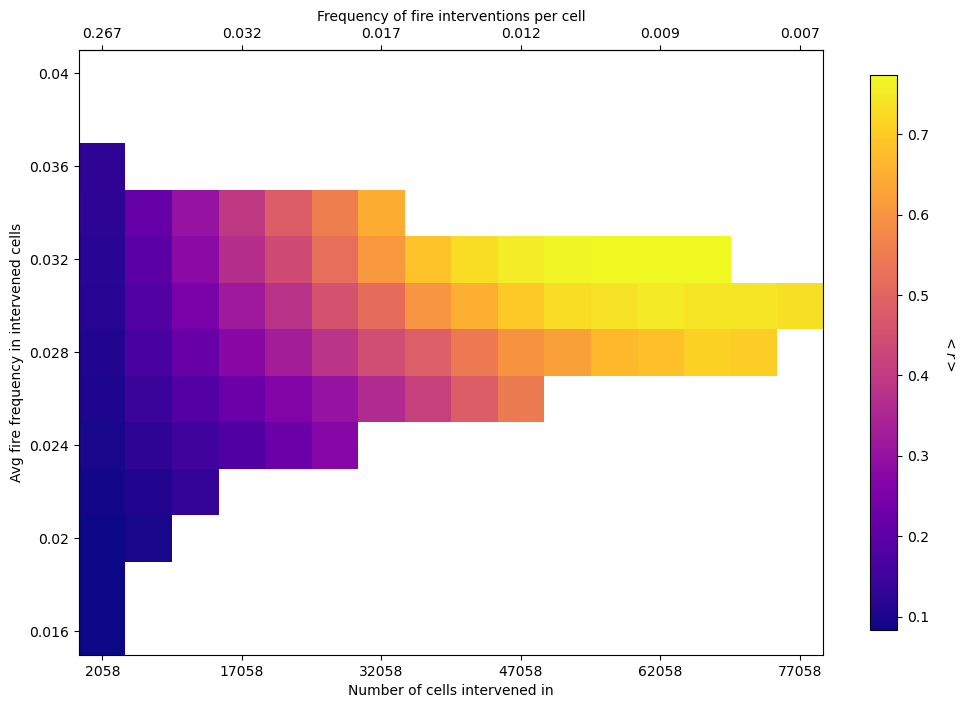 Frequency of fire interventions per cell
0.267 0.032 0.017 0.012 0.009 0.007
Avg fire frequency in intervened cells
0.04
0.036
0.032
0.028
0.024
0.02
0.016
2058 17058 32058 47058 62058 77058
Number of cells intervened in
0.7
0.6
0.5
0.4
0.3
0.2
0.1
< r >